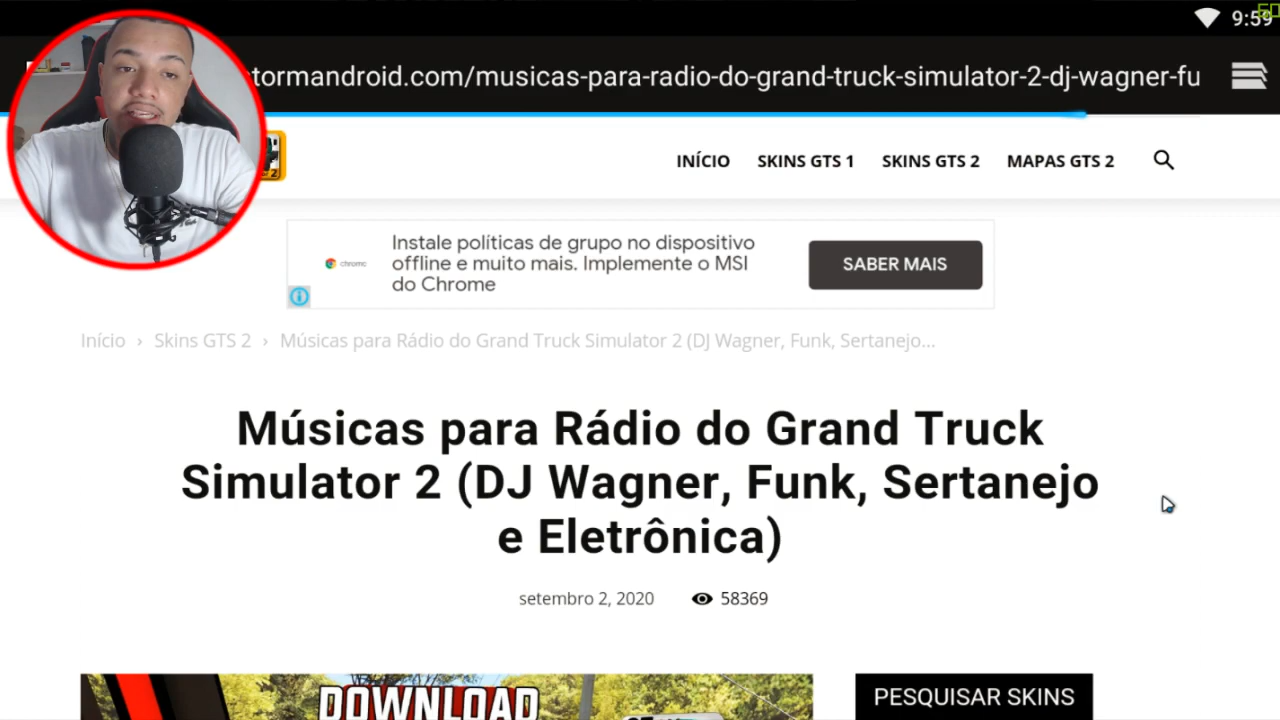 9:59
60
tormandroid.com/musicas-para-radio-do-grand-truck-simulator-2-dj-wagner-fu
2
INÍCIO SKINS GTS 1 SKINS GTS 2 MAPAS GTS 2
Instale políticas de grupo no dispositivo
offline e muito mais. Implemente o MSI
do Chrome
chrome
SABER MAIS
Início › Skins GTS 2 › Músicas para Rádio do Grand Truck Simulator 2 (DJ Wagner, Funk, Sertanejo...
Músicas para Rádio do Grand Truck
Simulator 2 (DJ Wagner, Funk, Sertanejo
e Eletrônica)
setembro 2, 2020 58369
DOWNLOAD
PESQUISAR SKINS